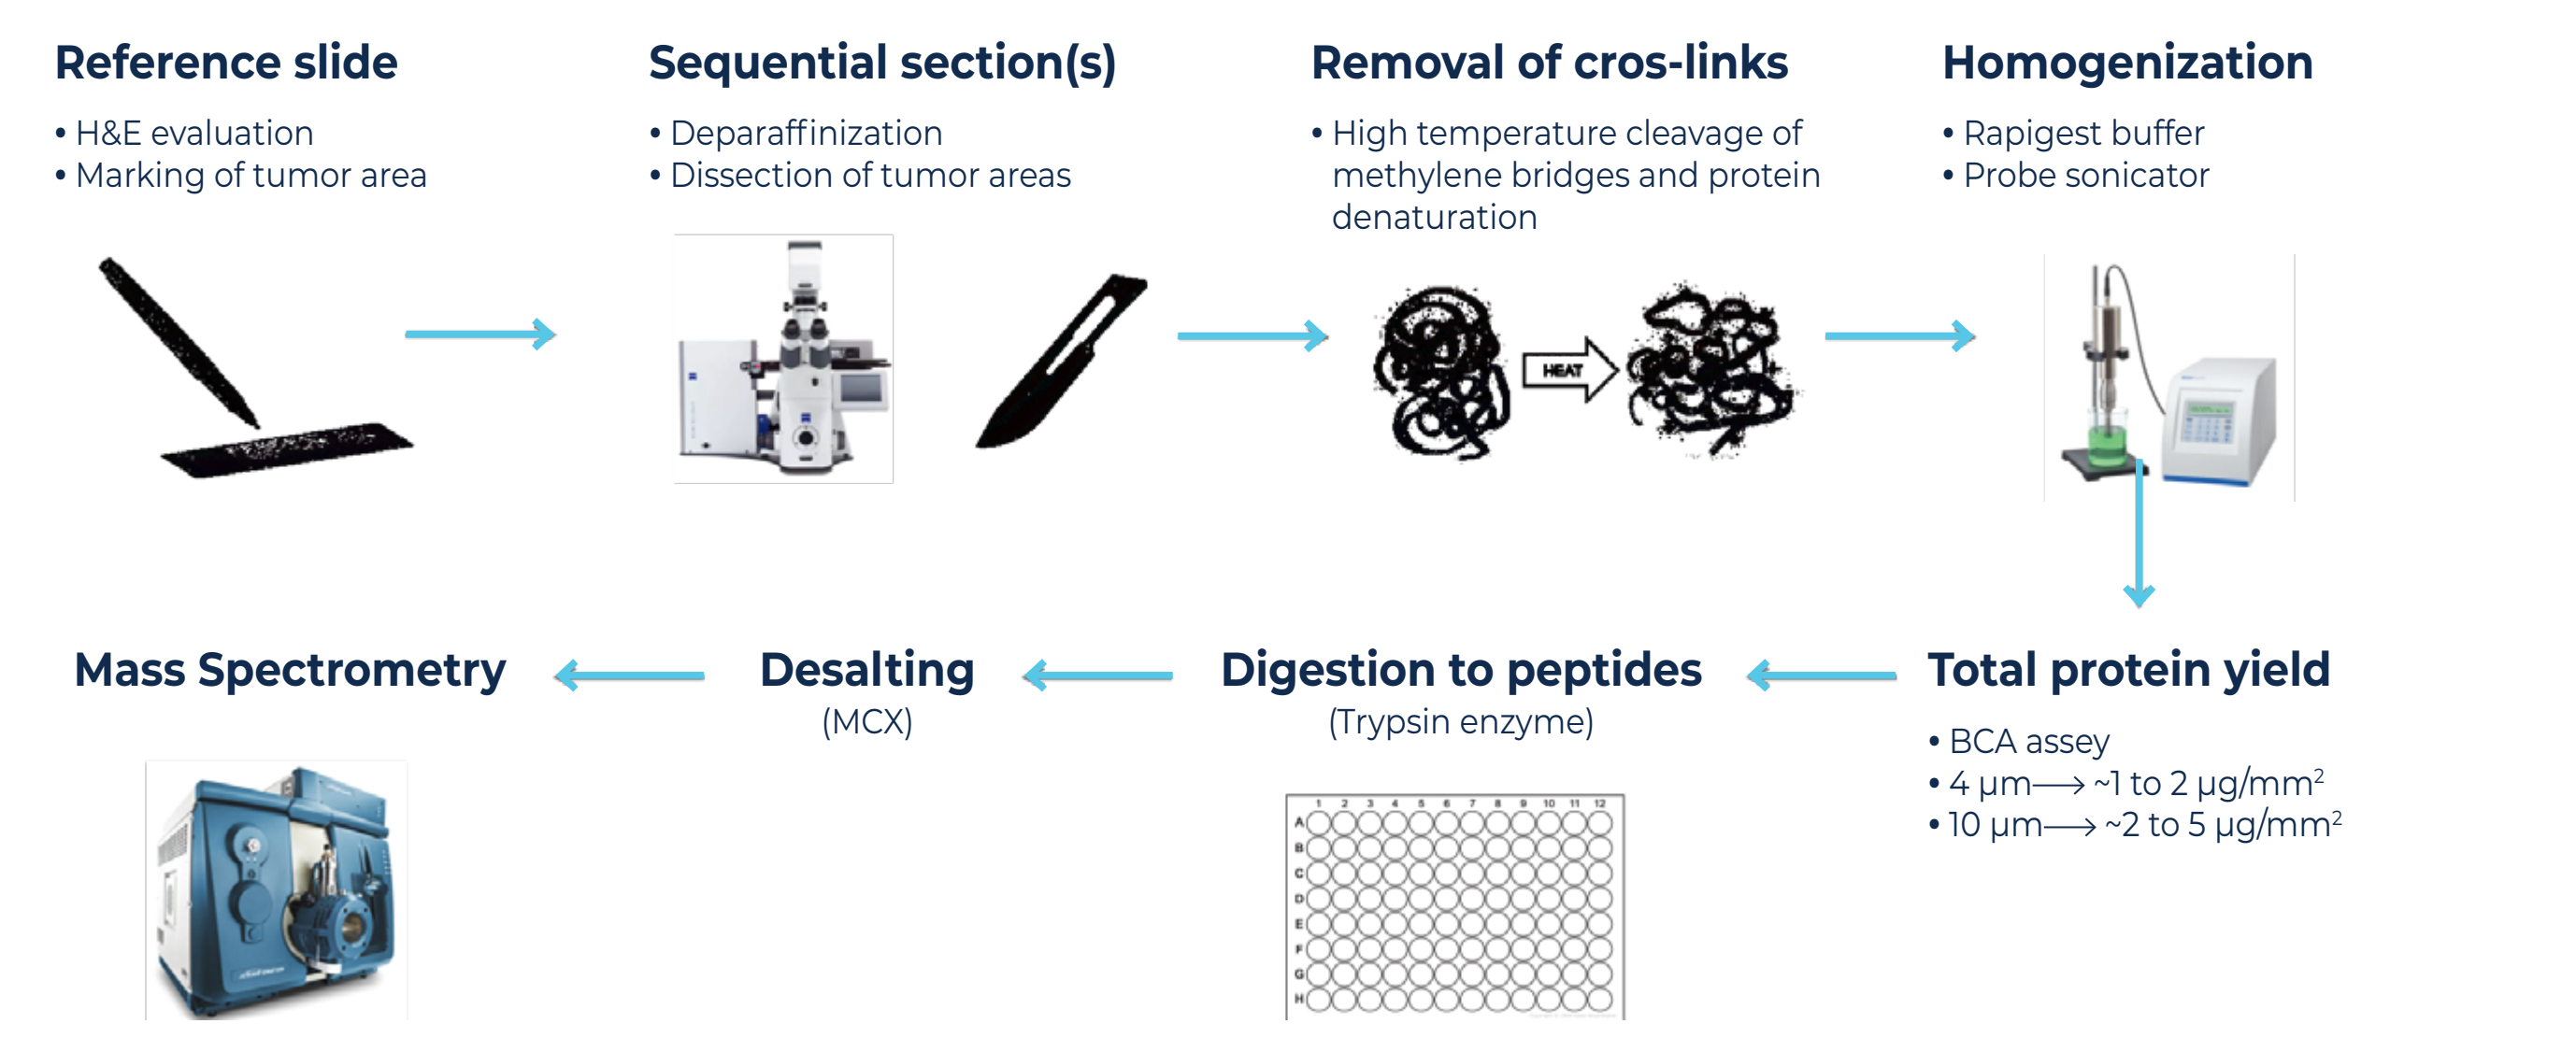 Reference slide
• H&E evaluation
• Marking of tumor area
Sequential section(s)
• Deparaffinization
• Dissection of tumor areas
Removal of cros-links
• High temperature cleavage of
methylene bridges and protein
denaturation
HEAT
Homogenization
• Rapigest buffer
• Probe sonicator
Total protein yield
• BCA assey
• 4 µm⟶ ~1 to 2 µg/mm²
• 10 µm⟶ ~2 to 5 µg/mm²
Digestion to peptides
(Trypsin enzyme)
1 2 3 4 5 6 7 8 9 10 11 12
A
B
C
D
E
F
G
H
Desalting
(MCX)
Mass Spectrometry